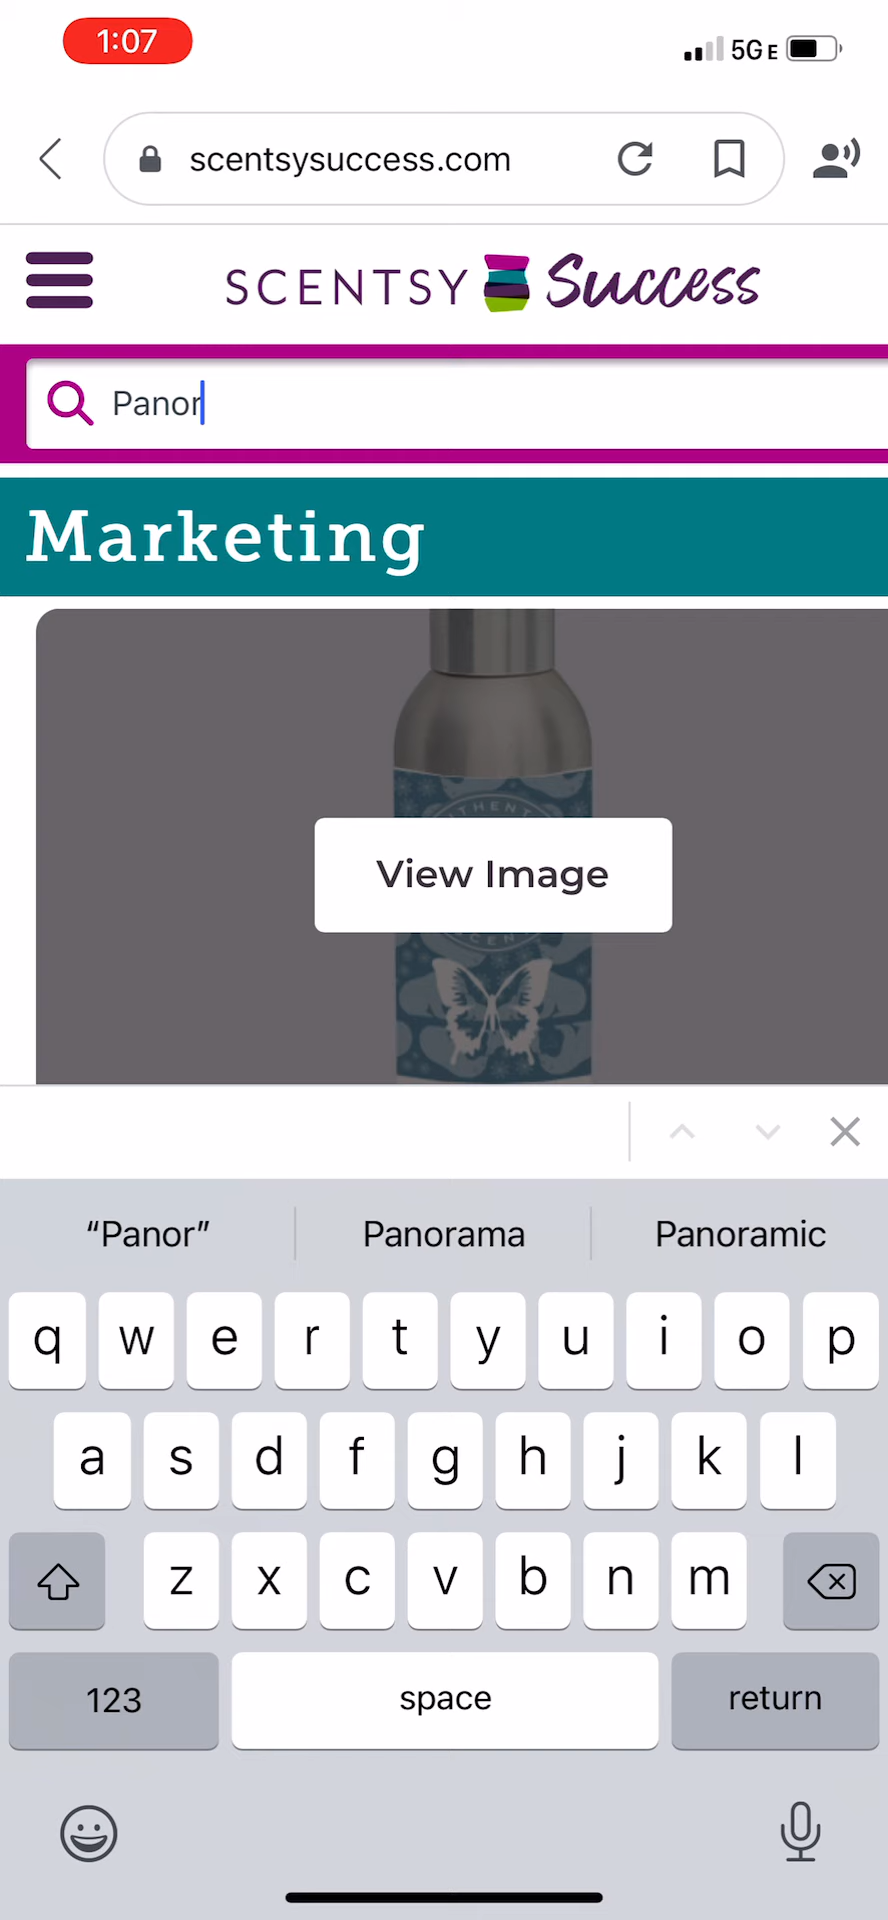 1:07
5G E
scentsysuccess.com
SCENTSY Success
Panor
Marketing
View Image
“Panor”
Panorama
Panoramic
q w e r t y u i o p
a s d f g h j k l
z x c v b n m
123
space
return